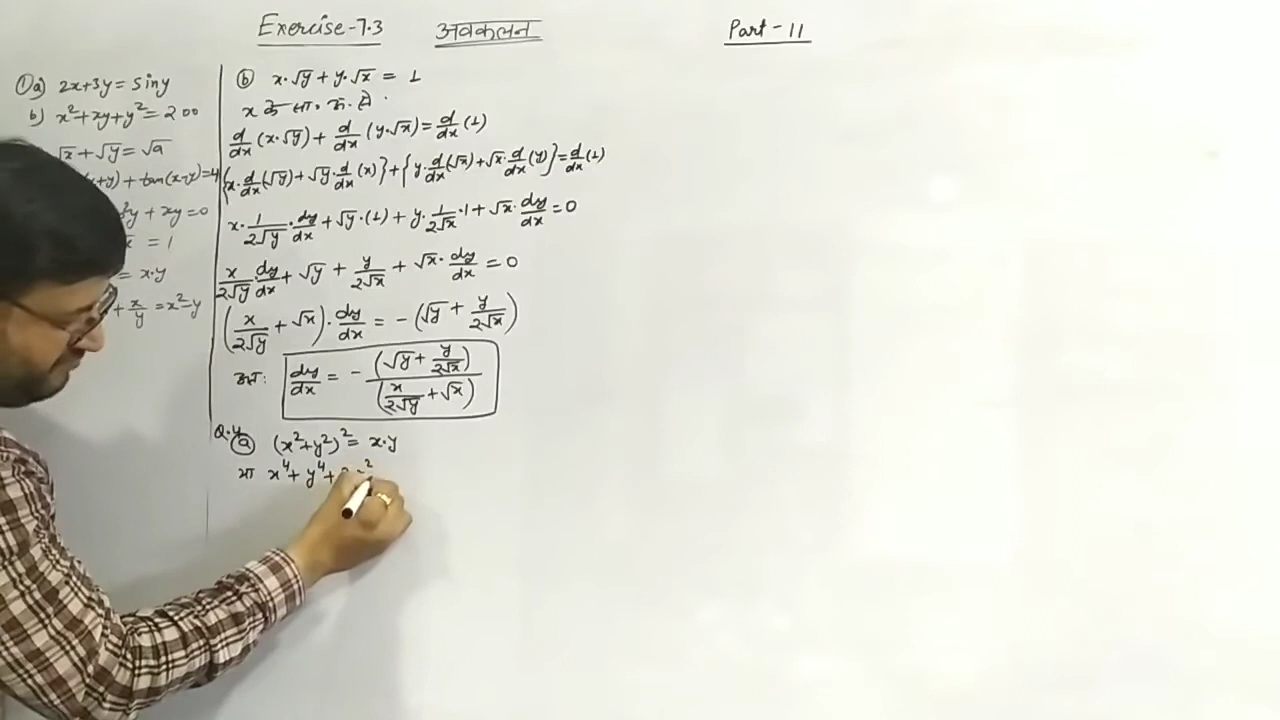 Exercise-7.3 अवकलन Part-11
①a) 2x+3y = siny
b) x²+xy+y² = 200
√x+√y = √a
+y) + tan(x-y) = 4
y + xy = 0
= 1
= x·y
+ x/y = x²-y
ⓑ x·√y + y·√x = 1
x के सा. अ. से.
d/dx (x·√y) + d/dx (y·√x) = d/dx (1)
{x·d/dx(√y) + √y·d/dx(x)} + {y·d/dx(√x) + √x·d/dx(y)} = d/dx(1)
x·1/2√y·dy/dx + √y·(1) + y·1/2√x·1 + √x·dy/dx = 0
x/2√y·dy/dx + √y + y/2√x + √x·dy/dx = 0
(x/2√y + √x)·dy/dx = -(√y + y/2√x)
अतः dy/dx = - (√y + y/2√x) / (x/2√y + √x)
Q.4
ⓐ (x²+y²)² = x·y
या x⁴ + y⁴ +